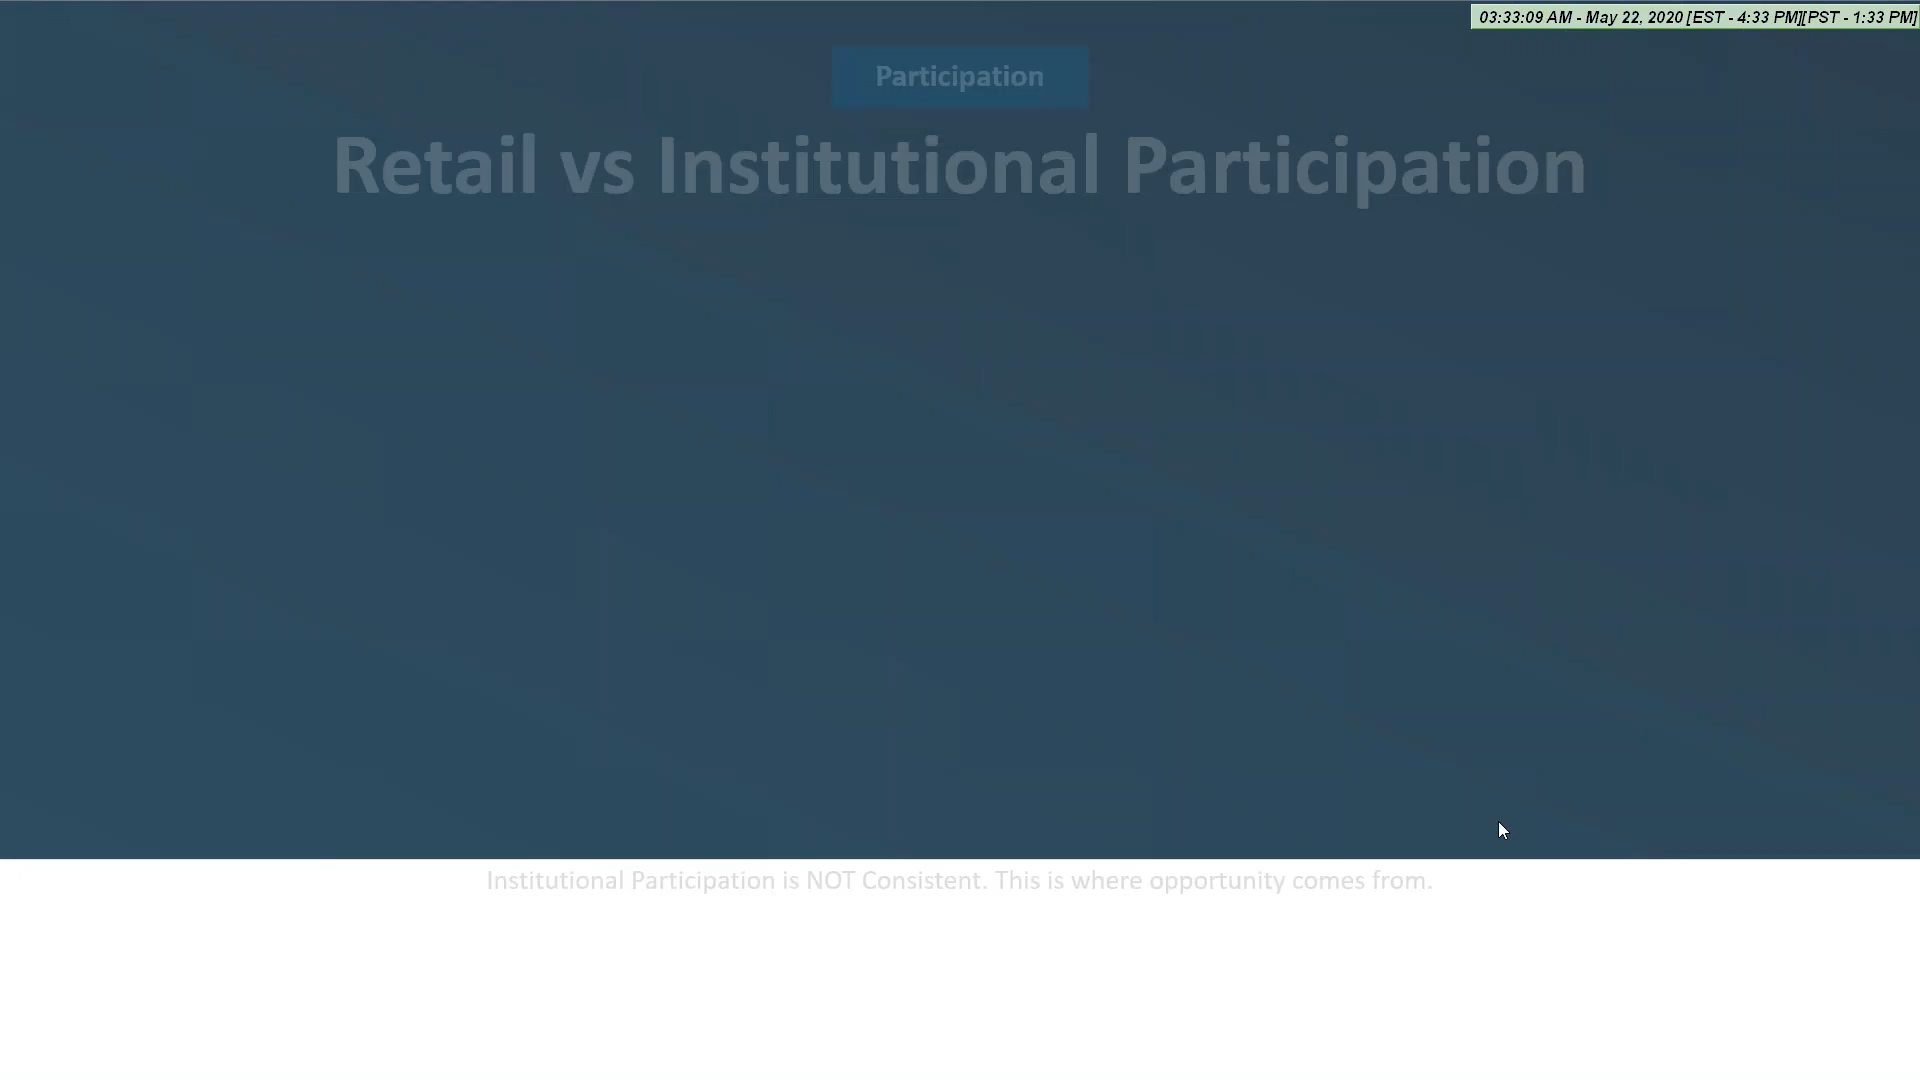 03:33:09 AM - May 22, 2020 [EST - 4:33 PM][PST - 1:33 PM]
Participation
Retail vs Institutional Participation
Institutional Participation is NOT Consistent. This is where opportunity comes from.